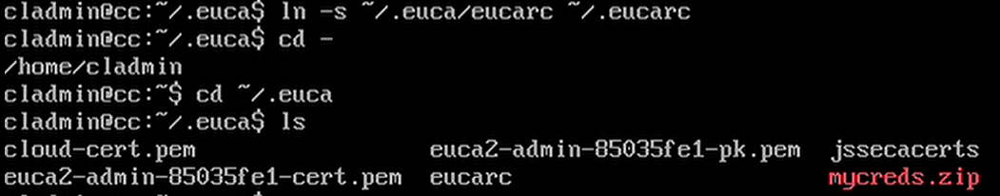 cladmin@cc:~/.euca$ ln -s ~/.euca/eucarc ~/.eucarc
cladmin@cc:~/.euca$ cd -
/home/cladmin
cladmin@cc:~$ cd ~/.euca
cladmin@cc:~/.euca$ ls
cloud-cert.pem euca2-admin-85035fe1-pk.pem jssecacerts
euca2-admin-85035fe1-cert.pem eucarc mycreds.zip